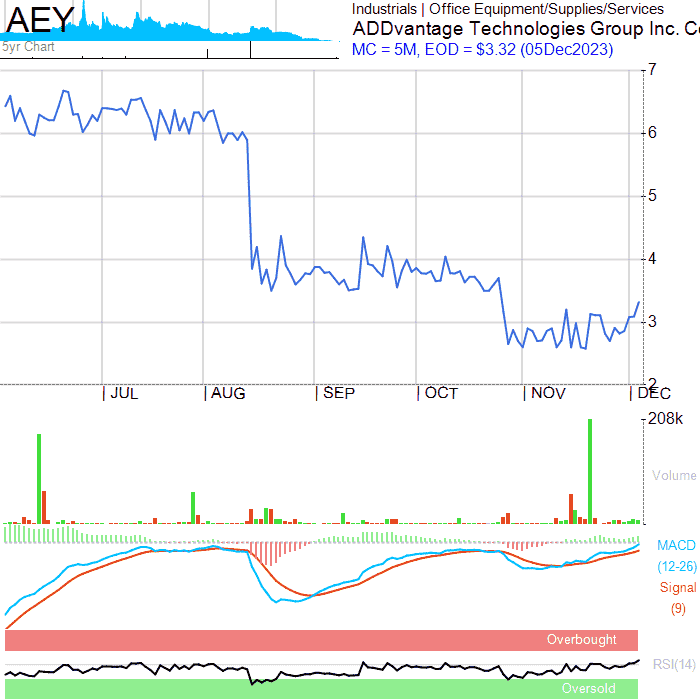 AEY
5yr Chart
Industrials | Office Equipment/Supplies/Services
ADDvantage Technologies Group Inc. Co
MC = 5M, EOD = $3.32 (05Dec2023)
7
6
5
4
3
2
| JUL | AUG | SEP | OCT | NOV | DEC
208k
Volume
MACD
(12-26)
Signal
(9)
Overbought
RSI(14)
Oversold